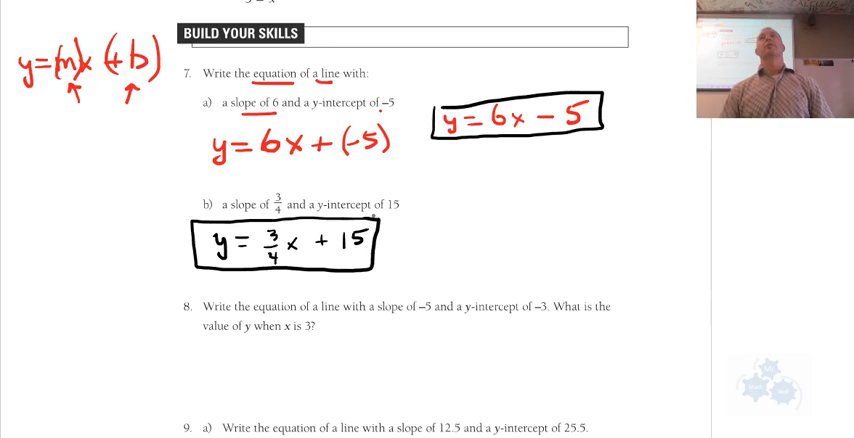 BUILD YOUR SKILLS
y=(m)x (+b)
7. Write the equation of a line with:
a) a slope of 6 and a y-intercept of –5
y = 6x – 5
y = 6x + (-5)
b) a slope of 3/4 and a y-intercept of 15
y = 3/4 x + 15
8. Write the equation of a line with a slope of –5 and a y-intercept of –3. What is the
value of y when x is 3?
9. a) Write the equation of a line with a slope of 12.5 and a y-intercept of 25.5.